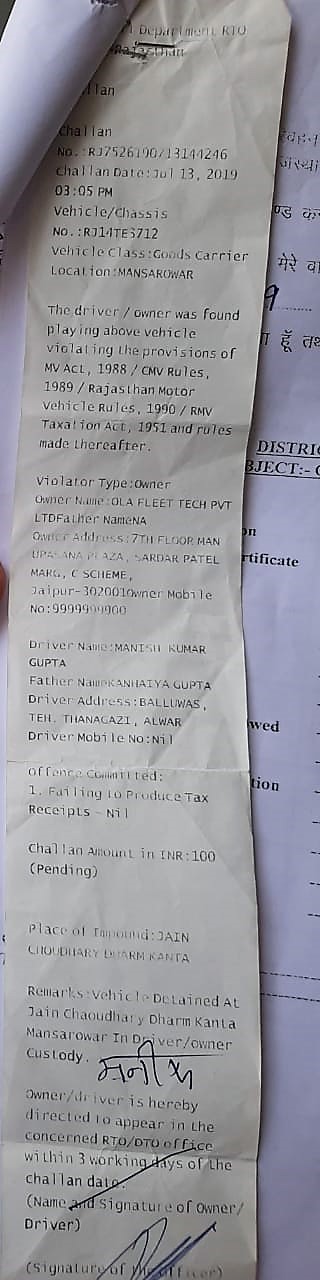 Department RTO
Rajasthan
llan
Challan
No.:RJ7526190713144246
Challan Date:Jul 13, 2019
03:05 PM
Vehicle/Chassis
No.:RJ14TE3712
Vehicle Class:Goods Carrier
Location:MANSAROWAR
The driver / owner was found
playing above vehicle
violating the provisions of
MV Act, 1988 / CMV Rules,
1989 / Rajasthan Motor
Vehicle Rules, 1990 / RMV
Taxation Act, 1951 and rules
made thereafter.
Violator Type:Owner
Owner Name:OLA FLEET TECH PVT
LTDFather NameNA
Owner Address:7TH FLOOR MAN
UPASANA PLAZA, SARDAR PATEL
MARG, C SCHEME,
Jaipur-302001Owner Mobile
No:9999999900
Driver Name:MANISH KUMAR
GUPTA
Father NameKANHAIYA GUPTA
Driver Address:BALLUWAS,
TEH. THANAGAZI, ALWAR
Driver Mobile No:Nil
Offence Committed:
1. Failing to Produce Tax
Receipts - Nil
Challan Amount in INR:100
(Pending)
Place of Impound:JAIN
CHOUDHARY DHARM KANTA
Remarks:Vehicle Detained At
Jain Chaoudhary Dharm Kanta
Mansarowar In Driver/owner
Custody.
मनीष
Owner/driver is hereby
directed to appear in the
concerned RTO/DTO office
within 3 working days of the
challan date.
(Name and Signature of Owner/
Driver)
(Signature of the Officer)
ण्ड
मेरे
9
हूँ
DISTRI
BJECT:-
on
rtificate
wed
tion